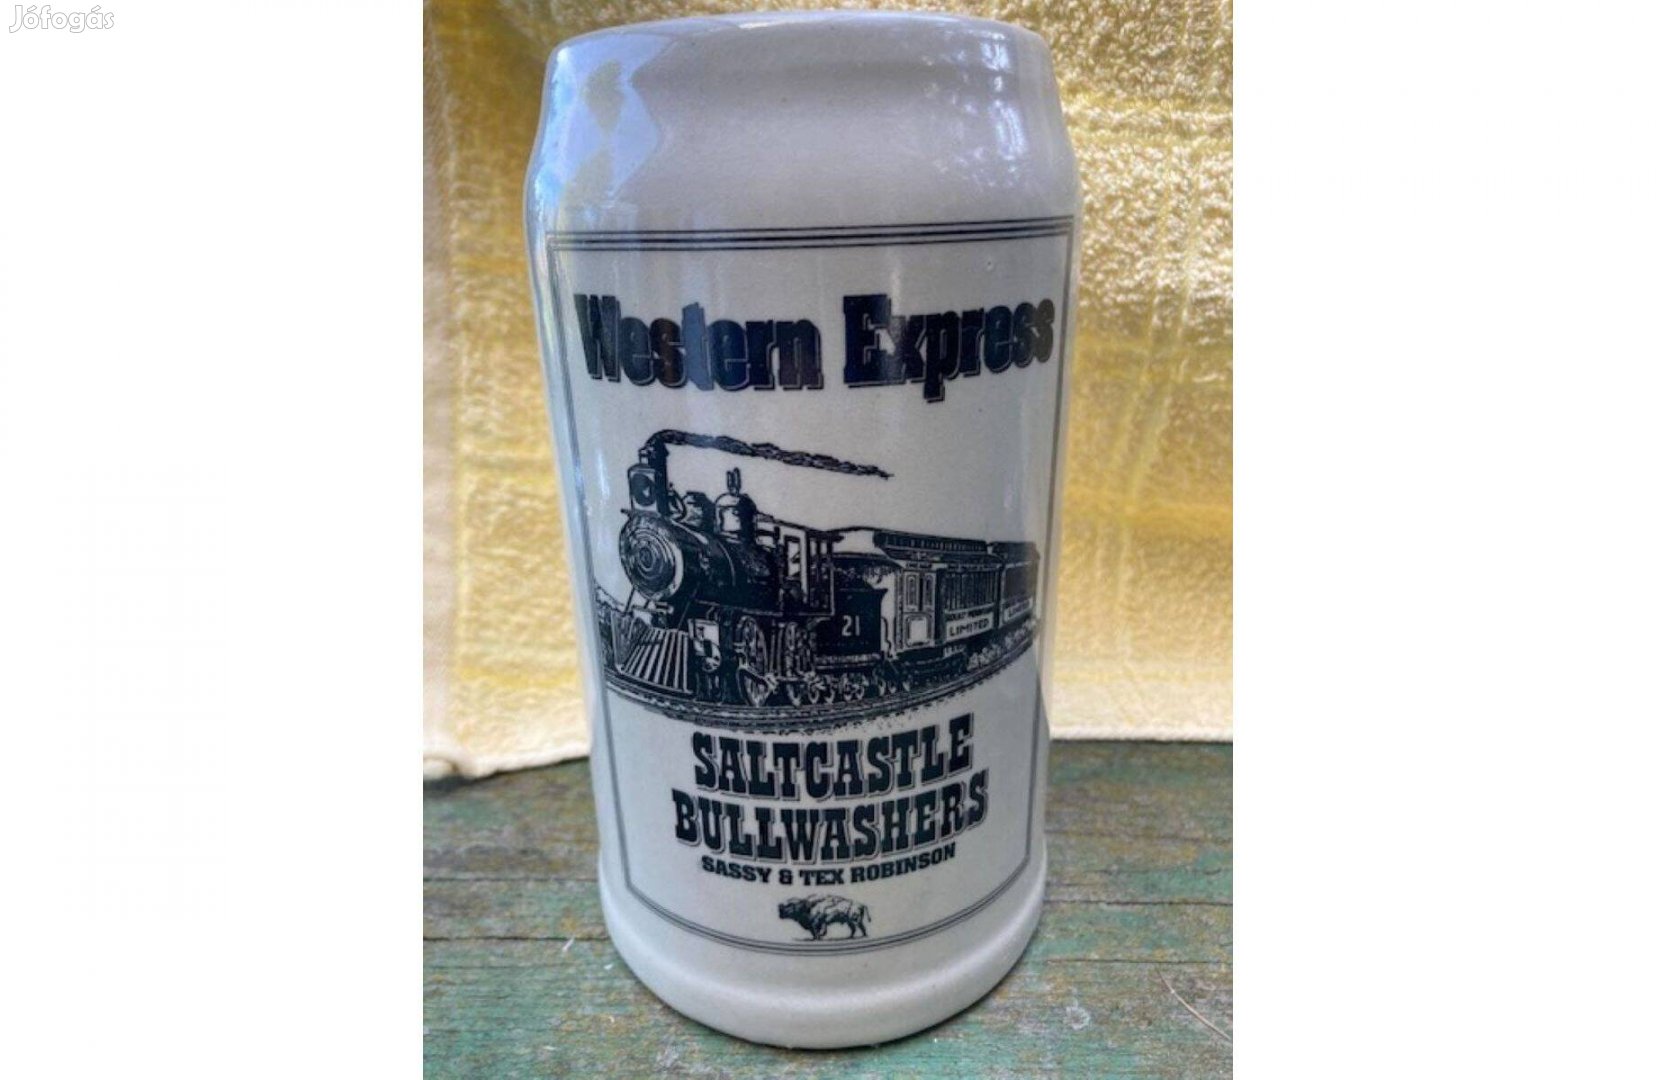 Jófogás
Western Express
21
LIMITED
SALTCASTLE
BULLWASHERS
SASSY & TEX ROBINSON